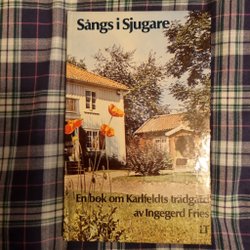 Sångs i Sjugare
En bok om Karlfeldts trädgård
av Ingegerd Fries
LT